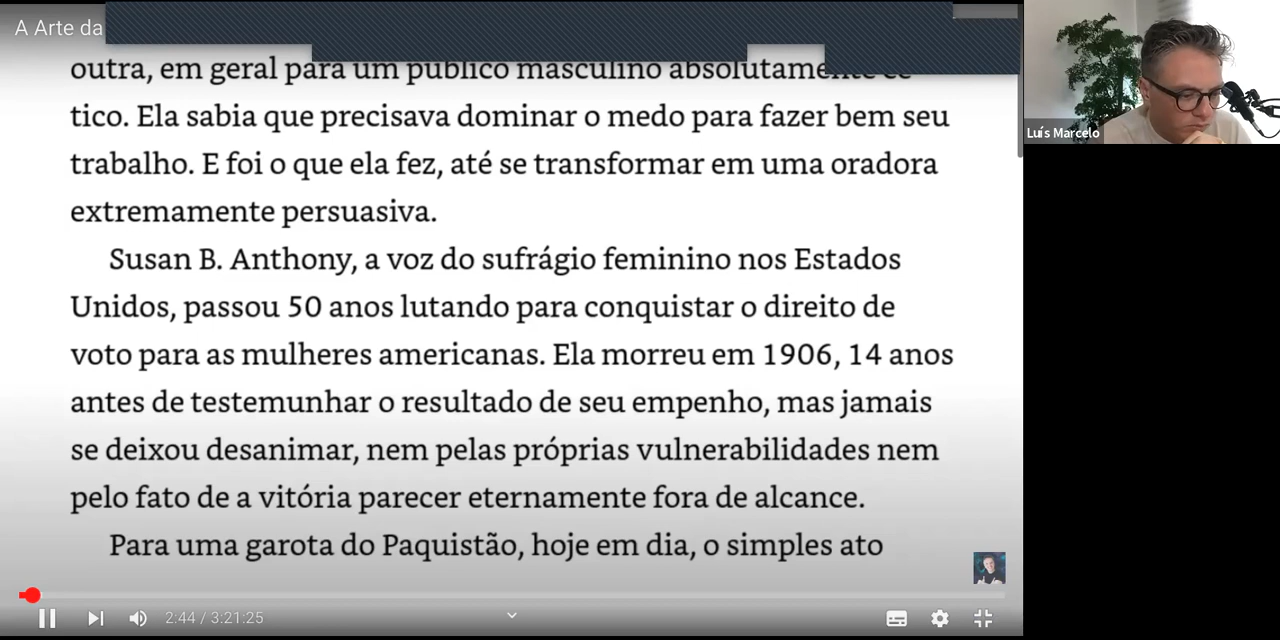 A Arte da
outra, em geral para um público masculino absolutamente cé-
tico. Ela sabia que precisava dominar o medo para fazer bem seu
trabalho. E foi o que ela fez, até se transformar em uma oradora
extremamente persuasiva.
Susan B. Anthony, a voz do sufrágio feminino nos Estados
Unidos, passou 50 anos lutando para conquistar o direito de
voto para as mulheres americanas. Ela morreu em 1906, 14 anos
antes de testemunhar o resultado de seu empenho, mas jamais
se deixou desanimar, nem pelas próprias vulnerabilidades nem
pelo fato de a vitória parecer eternamente fora de alcance.
Para uma garota do Paquistão, hoje em dia, o simples ato
2:44 / 3:21:25
Luís Marcelo